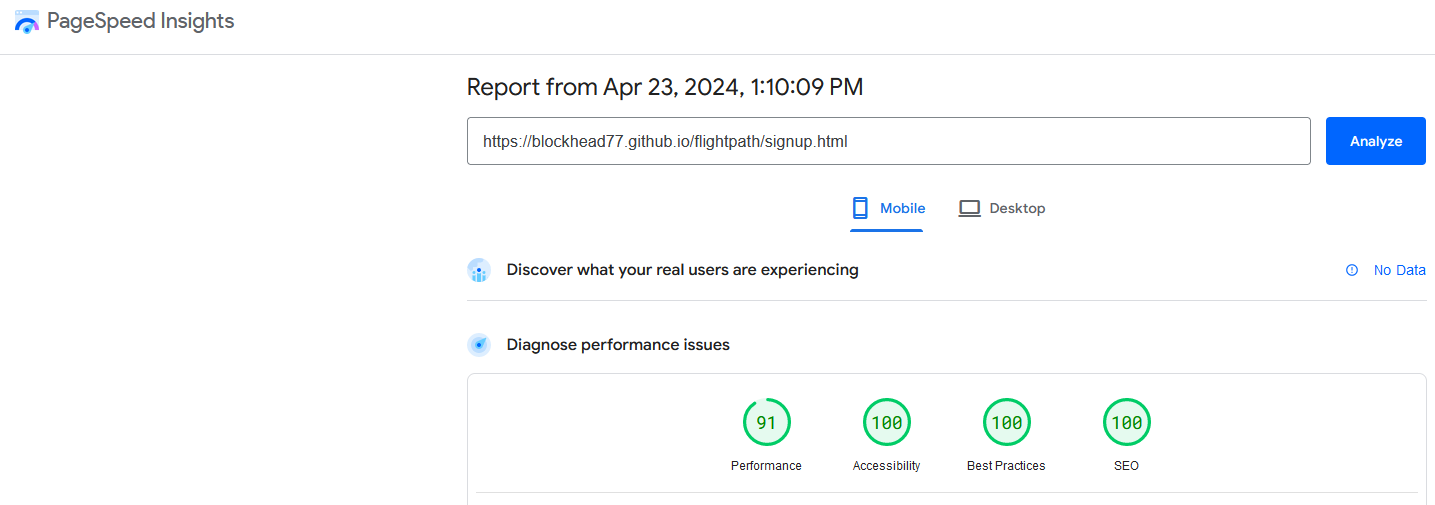 PageSpeed Insights
Report from Apr 23, 2024, 1:10:09 PM
https://blockhead77.github.io/flightpath/signup.html
Analyze
Mobile Desktop
Discover what your real users are experiencing No Data
Diagnose performance issues
91 100 100 100
Performance Accessibility Best Practices SEO